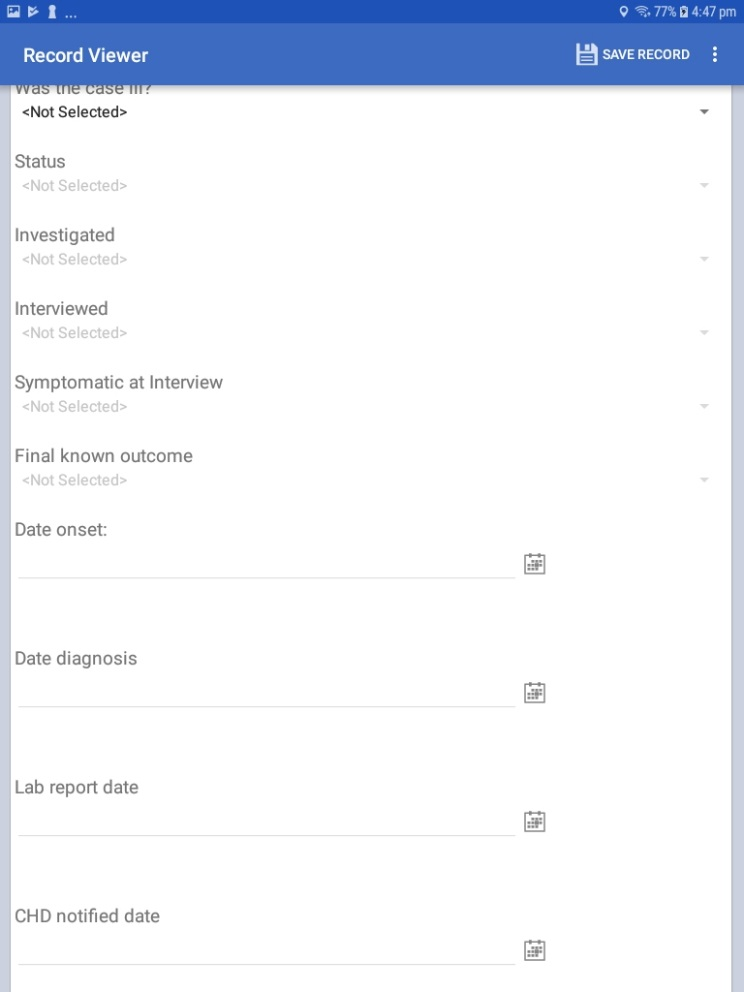 ... 77% 4:47 pm
Record Viewer SAVE RECORD
Was the case ill?
<Not Selected>
Status
<Not Selected>
Investigated
<Not Selected>
Interviewed
<Not Selected>
Symptomatic at Interview
<Not Selected>
Final known outcome
<Not Selected>
Date onset:
Date diagnosis
Lab report date
CHD notified date